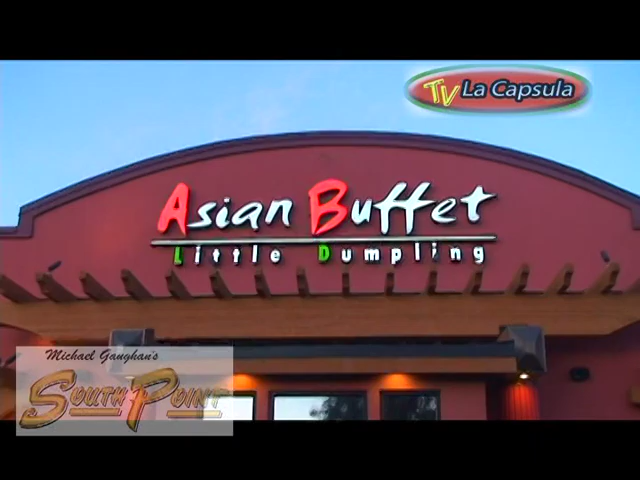 TV La Capsula
Asian Buffet
Little Dumpling
Michael Gaughan's
South Point